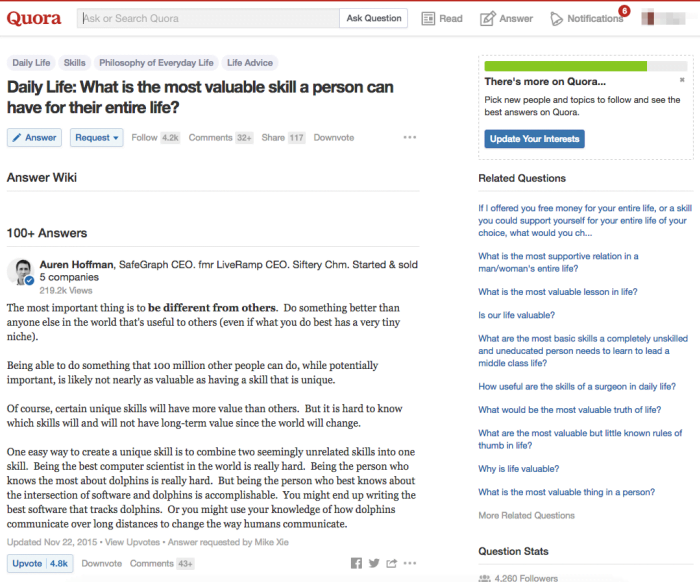 Quora
Ask or Search Quora
Ask Question
Read
Answer
Notifications
6
Daily Life
Skills
Philosophy of Everyday Life
Life Advice
Daily Life: What is the most valuable skill a person can
have for their entire life?
Answer
Request
Follow 4.2k
Comments 32+
Share 117
Downvote
Answer Wiki
100+ Answers
Auren Hoffman, SafeGraph CEO. fmr LiveRamp CEO. Siftery Chm. Started & sold
5 companies
219.2k Views
The most important thing is to be different from others. Do something better than
anyone else in the world that's useful to others (even if what you do best has a very tiny
niche).
Being able to do something that 100 million other people can do, while potentially
important, is likely not nearly as valuable as having a skill that is unique.
Of course, certain unique skills will have more value than others. But it is hard to know
which skills will and will not have long-term value since the world will change.
One easy way to create a unique skill is to combine two seemingly unrelated skills into one
skill. Being the best computer scientist in the world is really hard. Being the person who
knows the most about dolphins is really hard. But being the person who best knows about
the intersection of software and dolphins is accomplishable. You might end up writing the
best software that tracks dolphins. Or you might use your knowledge of how dolphins
communicate over long distances to change the way humans communicate.
Updated Nov 22, 2015 • View Upvotes • Answer requested by Mike Xie
Upvote 4.8k
Downvote
Comments 43+
There's more on Quora...
Pick new people and topics to follow and see the
best answers on Quora.
Update Your Interests
Related Questions
If I offered you free money for your entire life, or a skill
you could support yourself for your entire life of your
choice, what would you ch...
What is the most supportive relation in a
man/woman's entire life?
What is the most valuable lesson in life?
Is our life valuable?
What are the most basic skills a completely unskilled
and uneducated person needs to learn to lead a
middle class life?
How useful are the skills of a surgeon in daily life?
What would be the most valuable truth of life?
What are the most valuable but little known rules of
thumb in life?
Why is life valuable?
What is the most valuable thing in a person?
More Related Questions
Question Stats
4,260 Followers